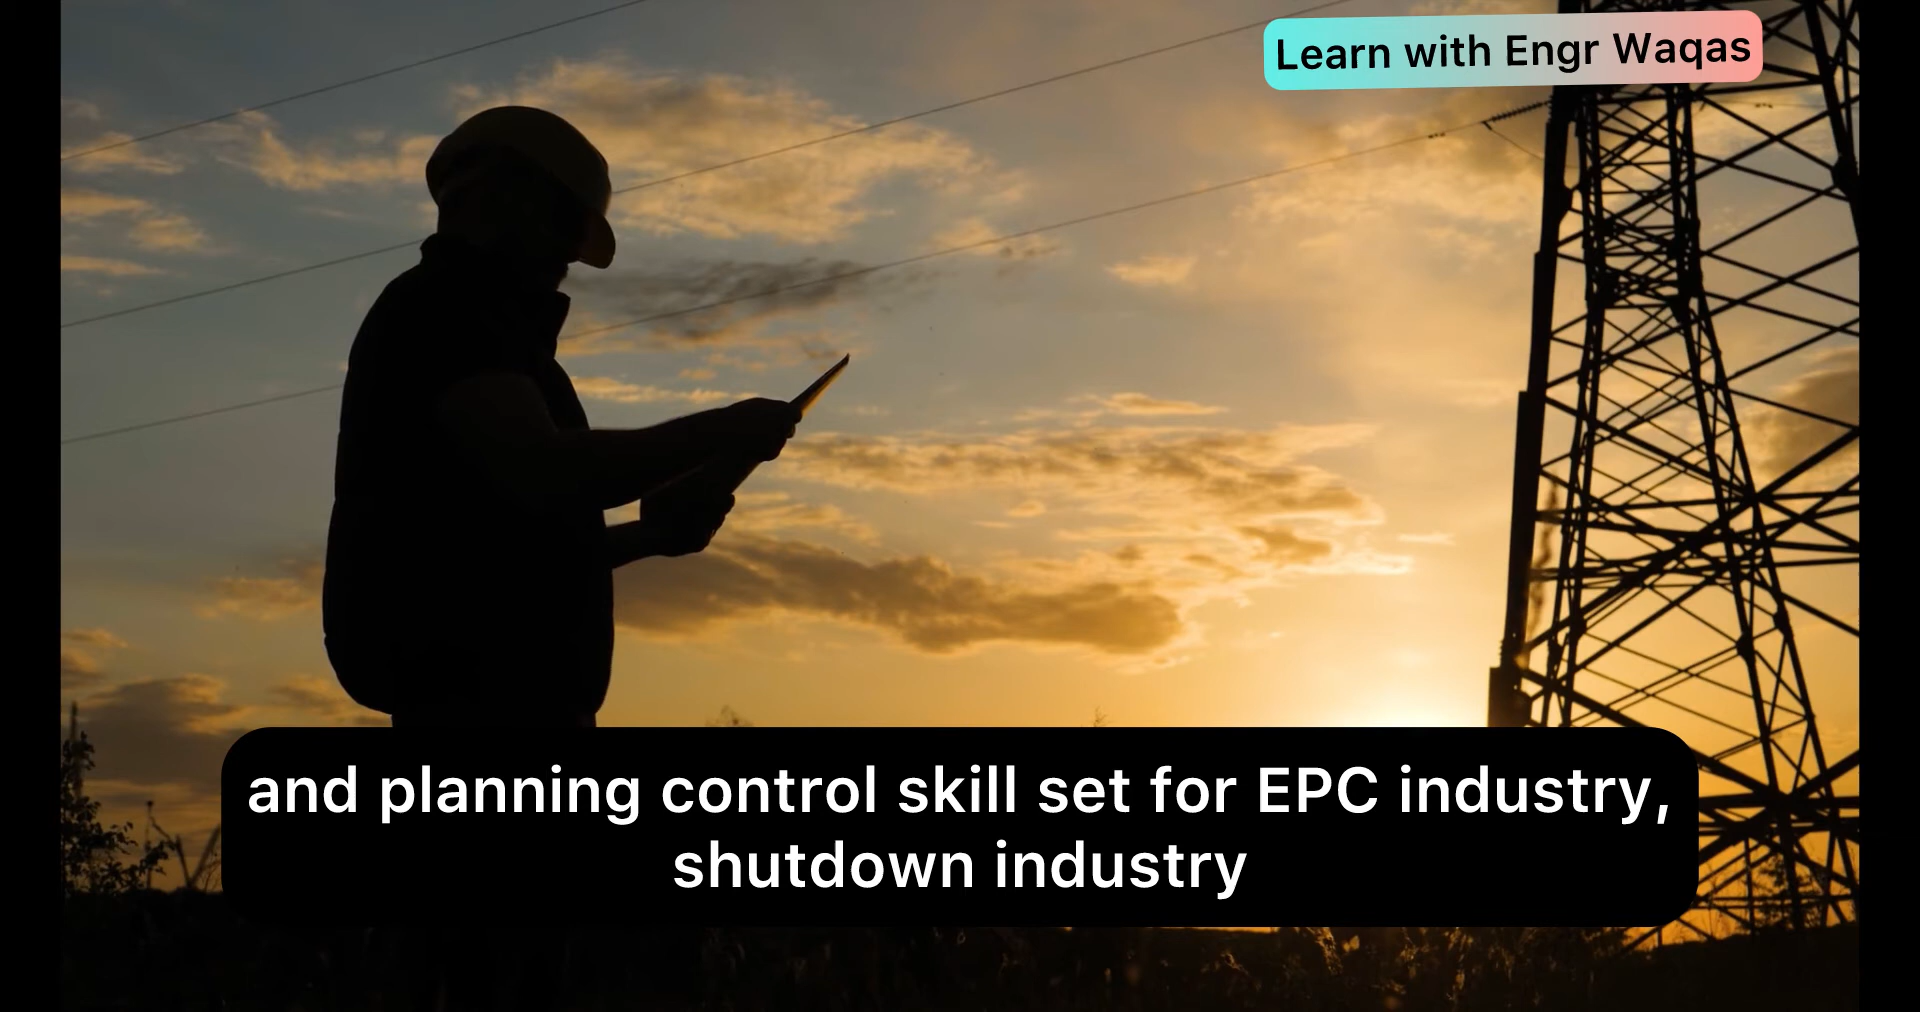 Learn with Engr Waqas
and planning control skill set for EPC industry,
shutdown industry